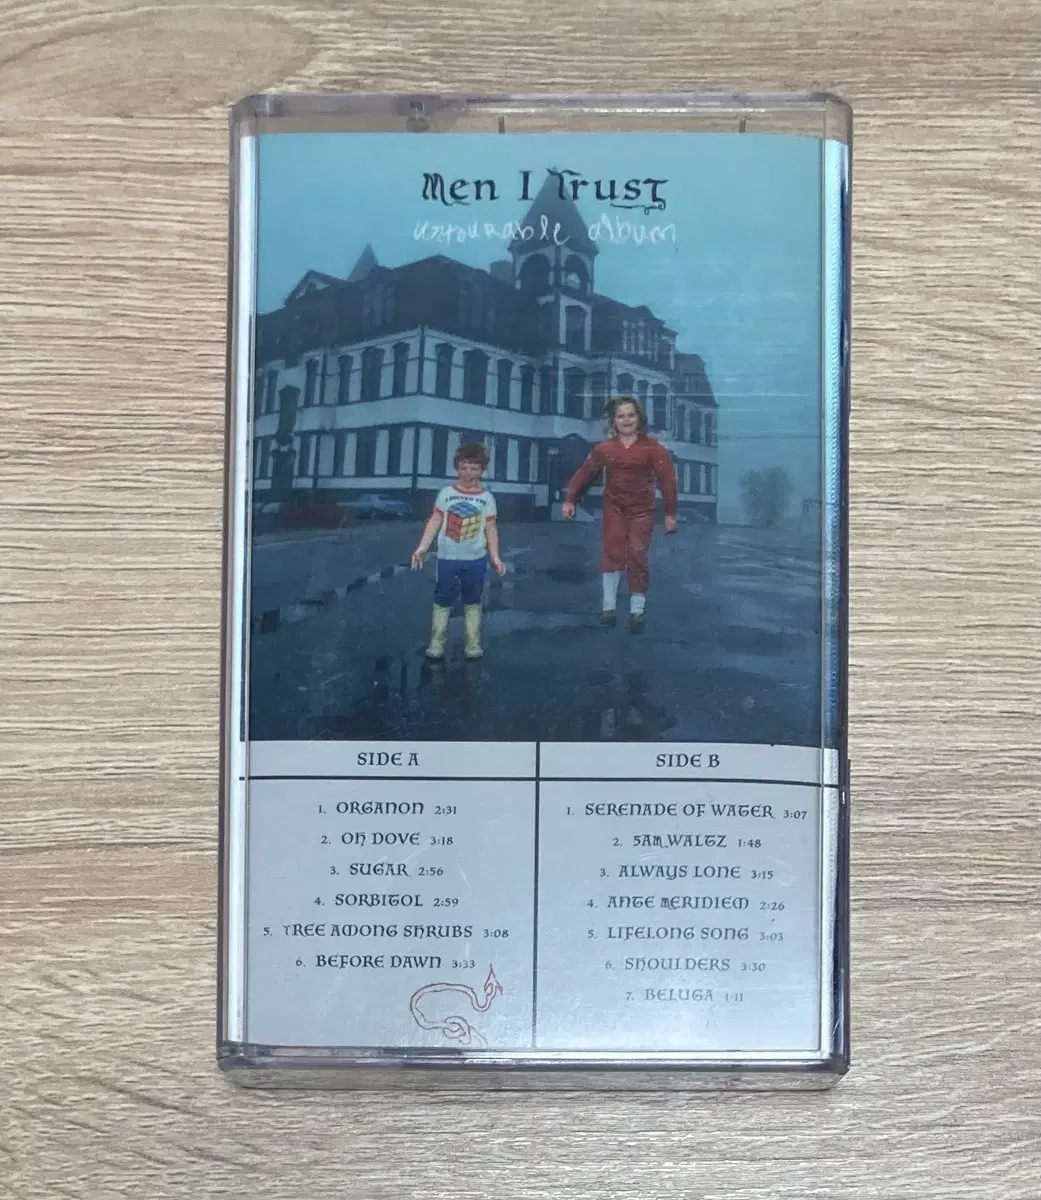 Men I Trust
untourable album
SIDE A
1. ORGANON 2:31
2. OH DOVE 3:18
3. SUGAR 2:56
4. SORBITOL 2:59
5. TREE AMONG SHRUBS 3:08
6. BEFORE DAWN 3:33
SIDE B
1. SERENADE OF WATER 3:07
2. 5AM WALTZ 1:48
3. ALWAYS LONE 3:15
4. ANTE MERIDIEM 2:26
5. LIFELONG SONG 3:03
6. SHOULDERS 3:30
7. BELUGA 1:11